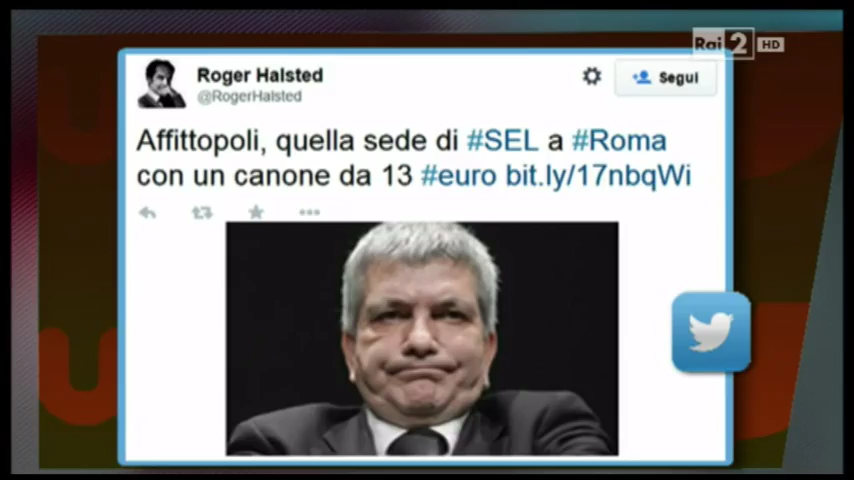 Rai 2 HD
Roger Halsted
@RogerHalsted
Segui
Affittopoli, quella sede di #SEL a #Roma
con un canone da 13 #euro bit.ly/17nbqWi